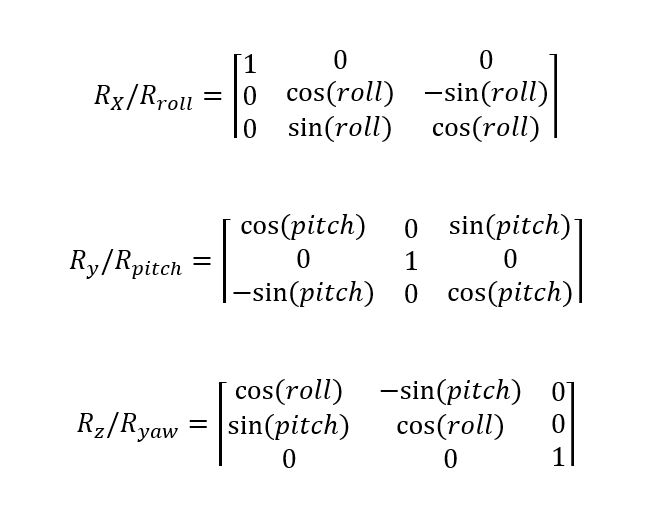 1 0 0
R_X/R_roll = [0 cos(roll) −sin(roll)]
0 sin(roll) cos(roll)
cos(pitch) 0 sin(pitch)
R_y/R_pitch = [0 1 0]
−sin(pitch) 0 cos(pitch)
cos(roll) −sin(pitch) 0
R_z/R_yaw = [sin(pitch) cos(roll) 0]
0 0 1